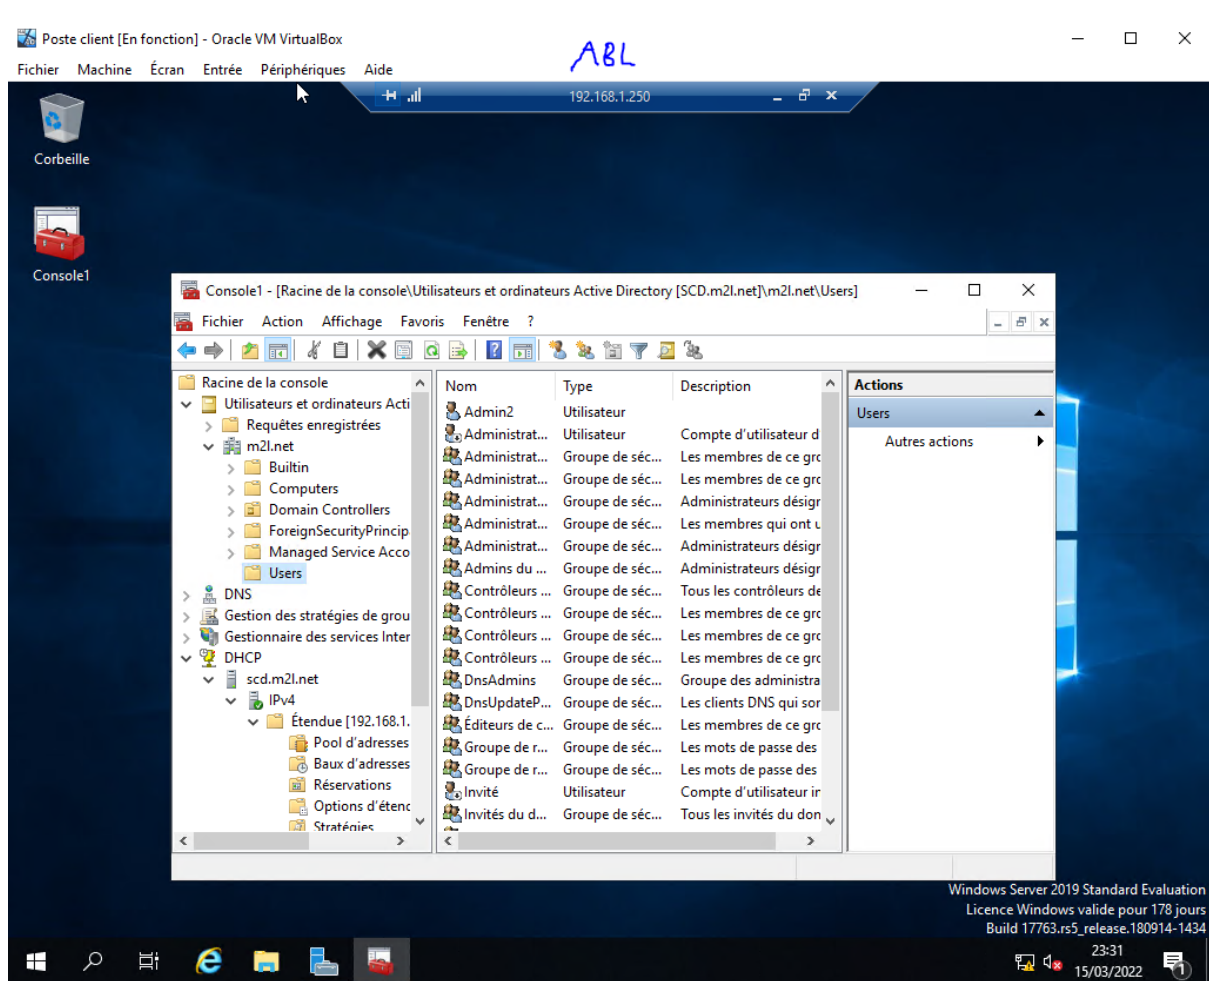 Poste client [En fonction] - Oracle VM VirtualBox
ABL
Fichier Machine Écran Entrée Périphériques Aide
192.168.1.250
Corbeille
Console1
Console1 - [Racine de la console\Utilisateurs et ordinateurs Active Directory [SCD.m2l.net]\m2l.net\Users]
Fichier Action Affichage Favoris Fenêtre ?
Racine de la console
Utilisateurs et ordinateurs Acti
Requêtes enregistrées
m2l.net
Builtin
Computers
Domain Controllers
ForeignSecurityPrincip
Managed Service Acco
Users
DNS
Gestion des stratégies de grou
Gestionnaire des services Inter
DHCP
scd.m2l.net
IPv4
Étendue [192.168.1.
Pool d'adresses
Baux d'adresses
Réservations
Options d'étenc
Stratégies
Nom Type Description
Admin2 Utilisateur
Administrat... Utilisateur Compte d'utilisateur d
Administrat... Groupe de séc... Les membres de ce grc
Administrat... Groupe de séc... Les membres de ce grc
Administrat... Groupe de séc... Administrateurs désigr
Administrat... Groupe de séc... Les membres qui ont u
Administrat... Groupe de séc... Administrateurs désigr
Admins du ... Groupe de séc... Administrateurs désigr
Contrôleurs ... Groupe de séc... Tous les contrôleurs de
Contrôleurs ... Groupe de séc... Les membres de ce grc
Contrôleurs ... Groupe de séc... Les membres de ce grc
Contrôleurs ... Groupe de séc... Les membres de ce grc
DnsAdmins Groupe de séc... Groupe des administra
DnsUpdateP... Groupe de séc... Les clients DNS qui sor
Éditeurs de c... Groupe de séc... Les membres de ce grc
Groupe de r... Groupe de séc... Les mots de passe des
Groupe de r... Groupe de séc... Les mots de passe des
Invité Utilisateur Compte d'utilisateur ir
Invités du d... Groupe de séc... Tous les invités du don
Actions
Users
Autres actions
Windows Server 2019 Standard Evaluation
Licence Windows valide pour 178 jours
Build 17763.rs5_release.180914-1434
23:31
15/03/2022
1